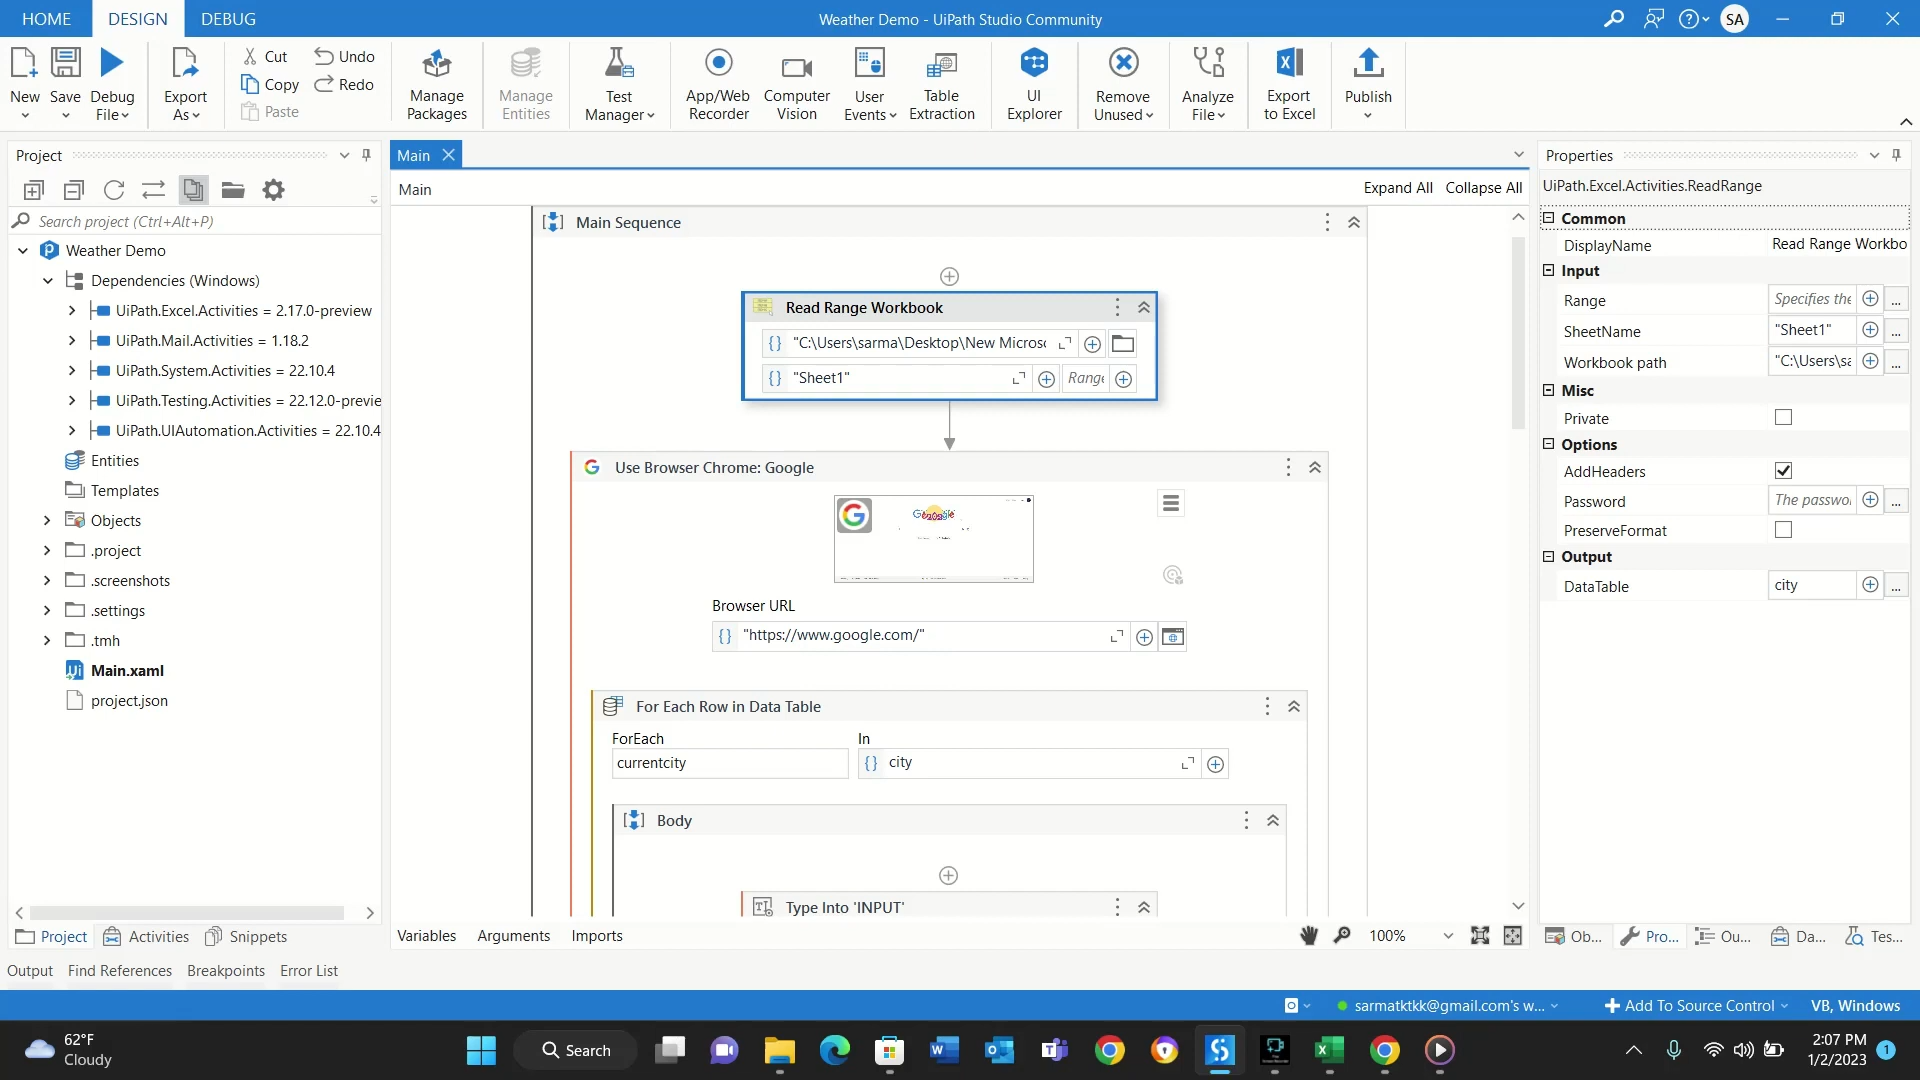 HOME DESIGN DEBUG Weather Demo - UiPath Studio Community SA
New Save Debug File Export As Cut Copy Paste Undo Redo Manage Packages Manage Entities Test Manager App/Web Recorder Computer Vision User Events Table Extraction UI Explorer Remove Unused Analyze File Export to Excel Publish
Project
Search project (Ctrl+Alt+P)
Weather Demo
Dependencies (Windows)
UiPath.Excel.Activities = 2.17.0-preview
UiPath.Mail.Activities = 1.18.2
UiPath.System.Activities = 22.10.4
UiPath.Testing.Activities = 22.12.0-previe
UiPath.UIAutomation.Activities = 22.10.4
Entities
Templates
Objects
.project
.screenshots
.settings
.tmh
Main.xaml
project.json
Project Activities Snippets
Main
Main Expand All Collapse All
Main Sequence
Read Range Workbook
"C:\Users\sarma\Desktop\New Microsc
"Sheet1" Range
Use Browser Chrome: Google
Browser URL
"https://www.google.com/"
For Each Row in Data Table
ForEach In
currentcity city
Body
Type Into 'INPUT'
Variables Arguments Imports 100%
Properties
UiPath.Excel.Activities.ReadRange
Common
DisplayName Read Range Workbo
Input
Range Specifies the
SheetName "Sheet1"
Workbook path "C:\Users\sa
Misc
Private
Options
AddHeaders
Password The passwor
PreserveFormat
Output
DataTable city
Ob... Pro... Ou... Da... Tes...
Output Find References Breakpoints Error List
sarmatktkk@gmail.com's w... Add To Source Control VB, Windows
62°F
Cloudy
Search
2:07 PM
1/2/2023 1